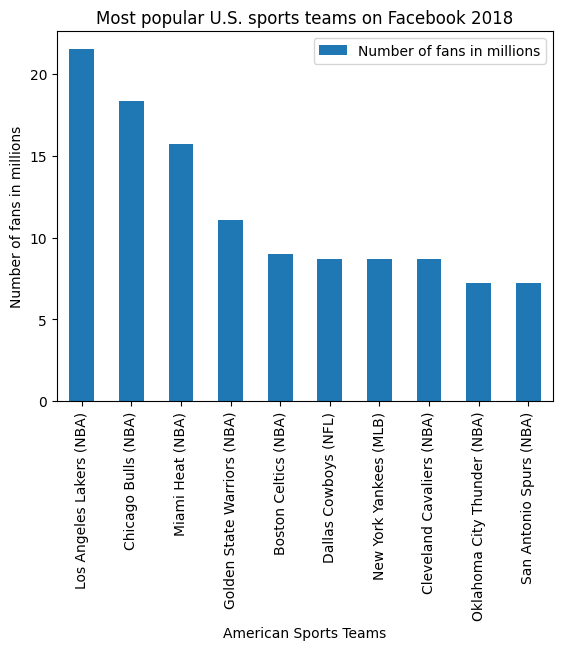 Most popular U.S. sports teams on Facebook 2018
Number of fans in millions
Number of fans in millions
20
15
10
5
0
Los Angeles Lakers (NBA)
Chicago Bulls (NBA)
Miami Heat (NBA)
Golden State Warriors (NBA)
Boston Celtics (NBA)
Dallas Cowboys (NFL)
New York Yankees (MLB)
Cleveland Cavaliers (NBA)
Oklahoma City Thunder (NBA)
San Antonio Spurs (NBA)
American Sports Teams